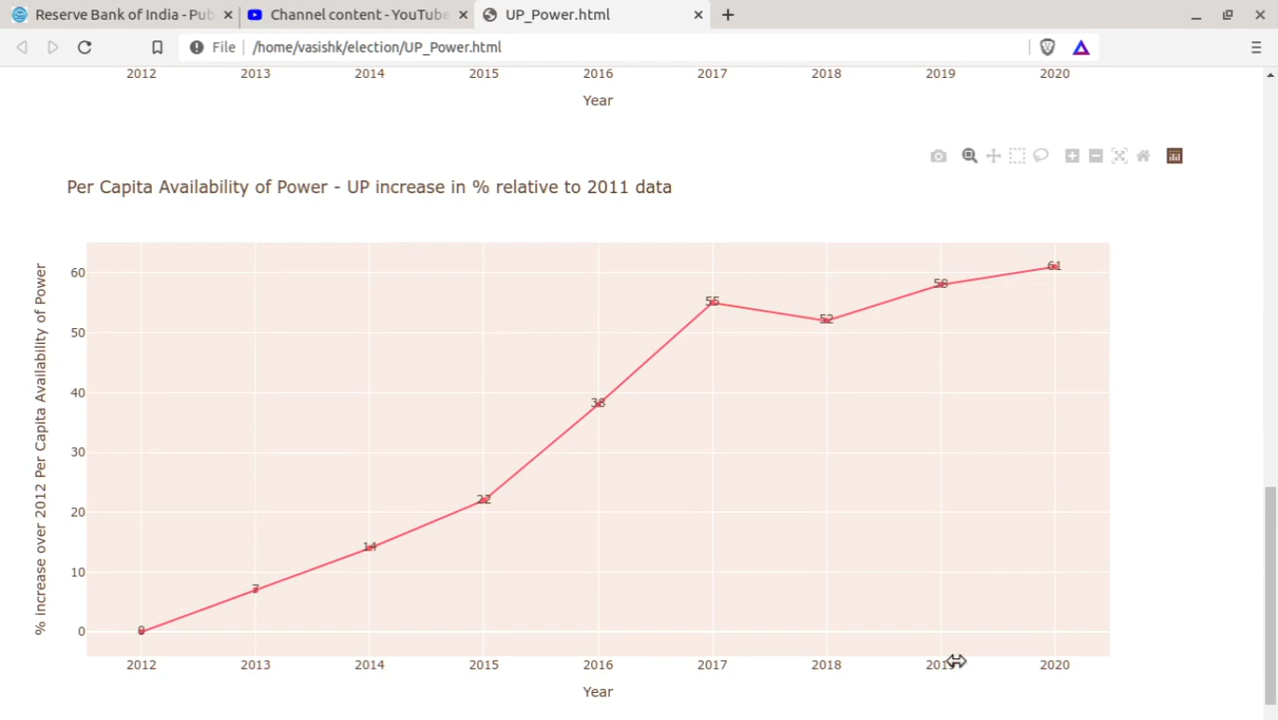 Reserve Bank of India - Pub
Channel content - YouTube
UP_Power.html
File /home/vasishk/election/UP_Power.html
2012 2013 2014 2015 2016 2017 2018 2019 2020
Year
Per Capita Availability of Power - UP increase in % relative to 2011 data
% increase over 2012 Per Capita Availability of Power
60
50
40
30
20
10
0
0
7
14
22
38
55
52
58
61
2012 2013 2014 2015 2016 2017 2018 2019 2020
Year